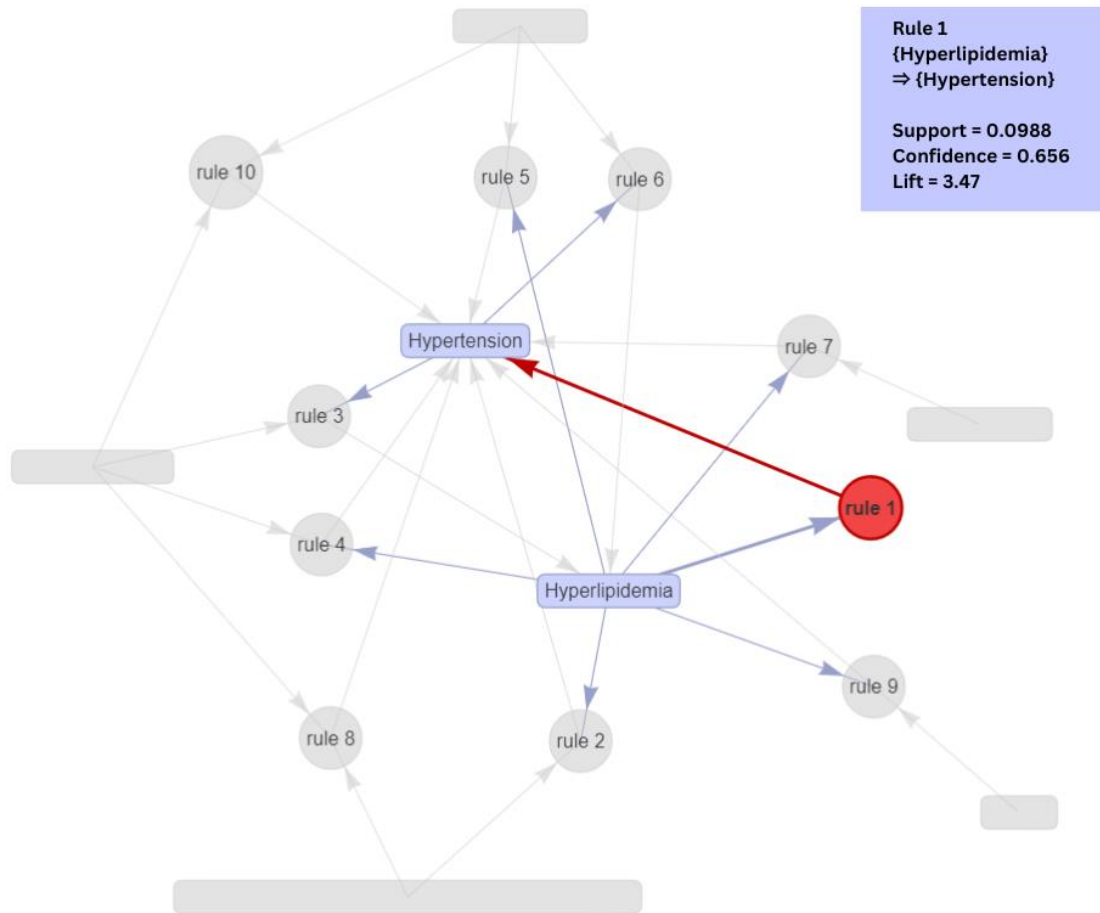 Rule 1
{Hyperlipidemia}
⇒ {Hypertension}
Support = 0.0988
Confidence = 0.656
Lift = 3.47
rule 10
rule 5
rule 6
Hypertension
rule 7
rule 3
rule 1
rule 4
Hyperlipidemia
rule 9
rule 8
rule 2